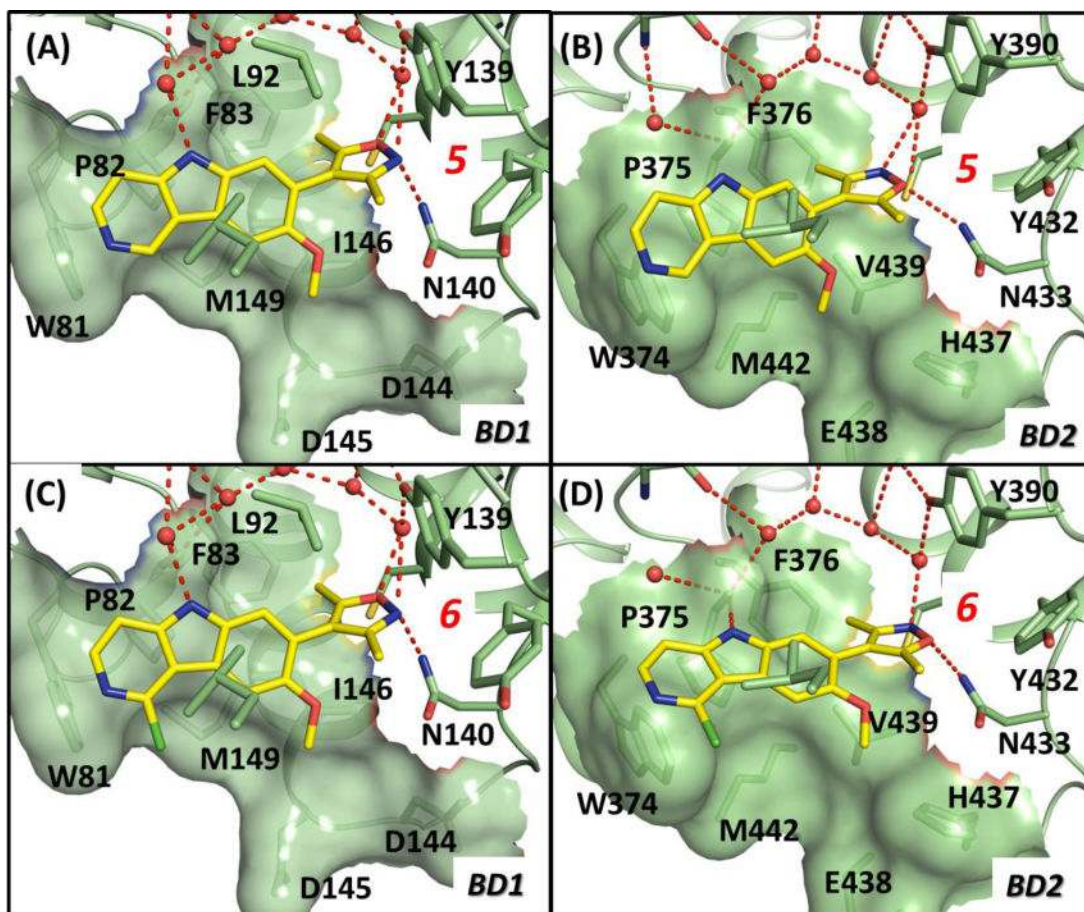 (A)
L92
Y139
F83
P82
5
I146
M149
N140
W81
D144
D145
BD1
(B)
Y390
F376
P375
5
Y432
V439
N433
W374
M442
H437
E438
BD2
(C)
L92
Y139
F83
P82
6
I146
N140
M149
W81
D144
D145
BD1
(D)
Y390
F376
P375
6
Y432
V439
N433
W374
H437
M442
E438
BD2